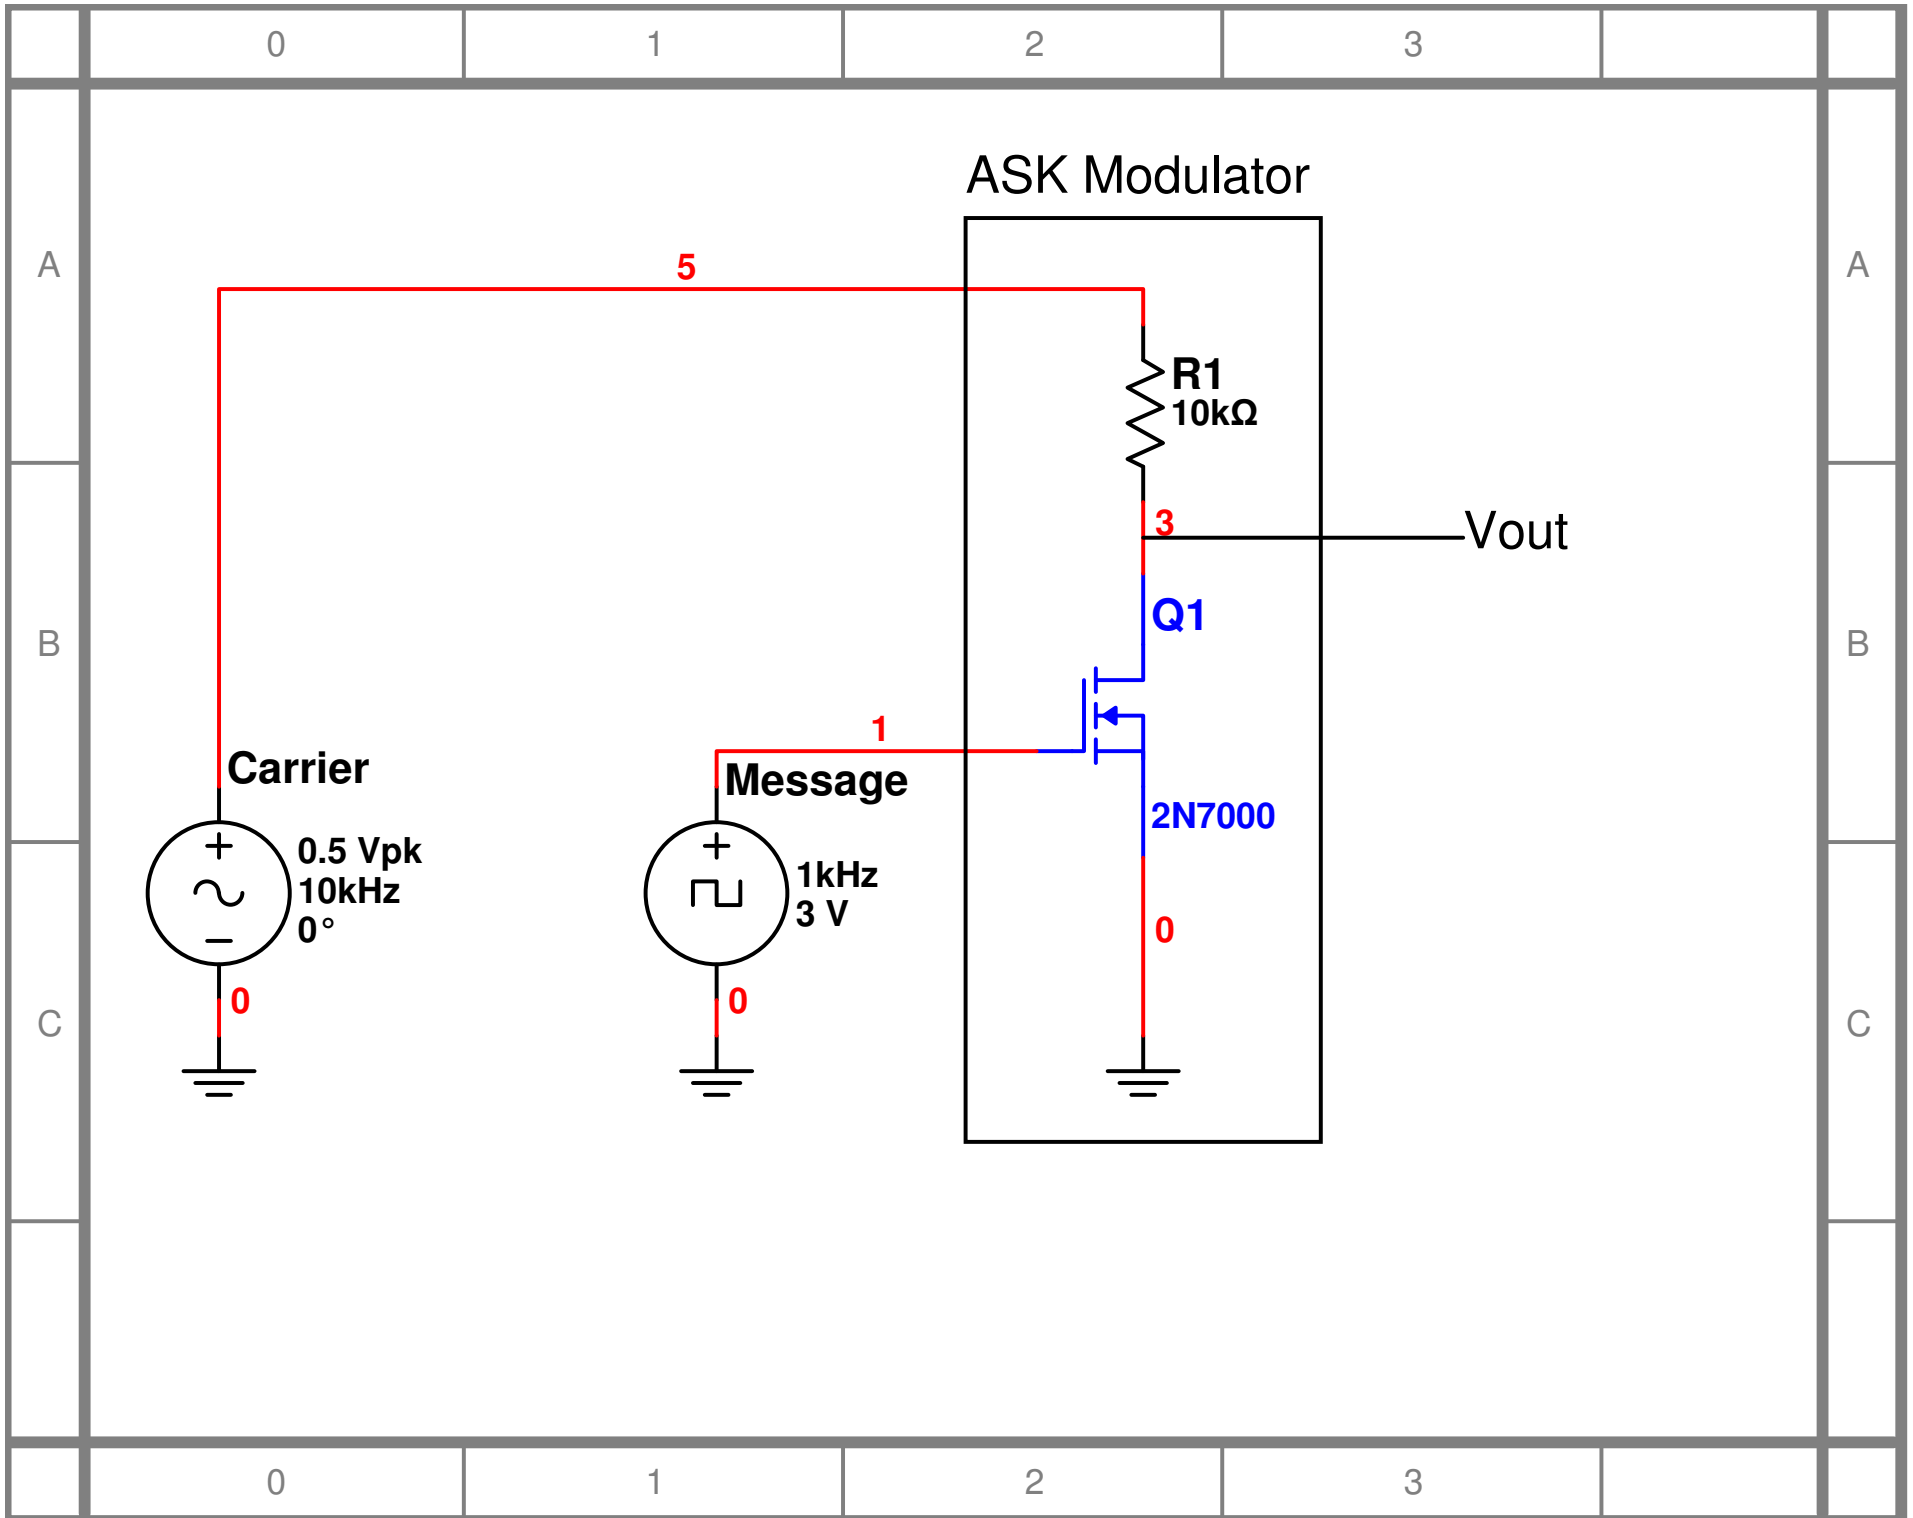 0 1 2 3
ASK Modulator
A A
5
R1
10kΩ
3
Vout
Q1
B B
1
Carrier
Message
2N7000
0.5 Vpk
10kHz
0°
1kHz
3 V
0
0
0
C C
0 1 2 3